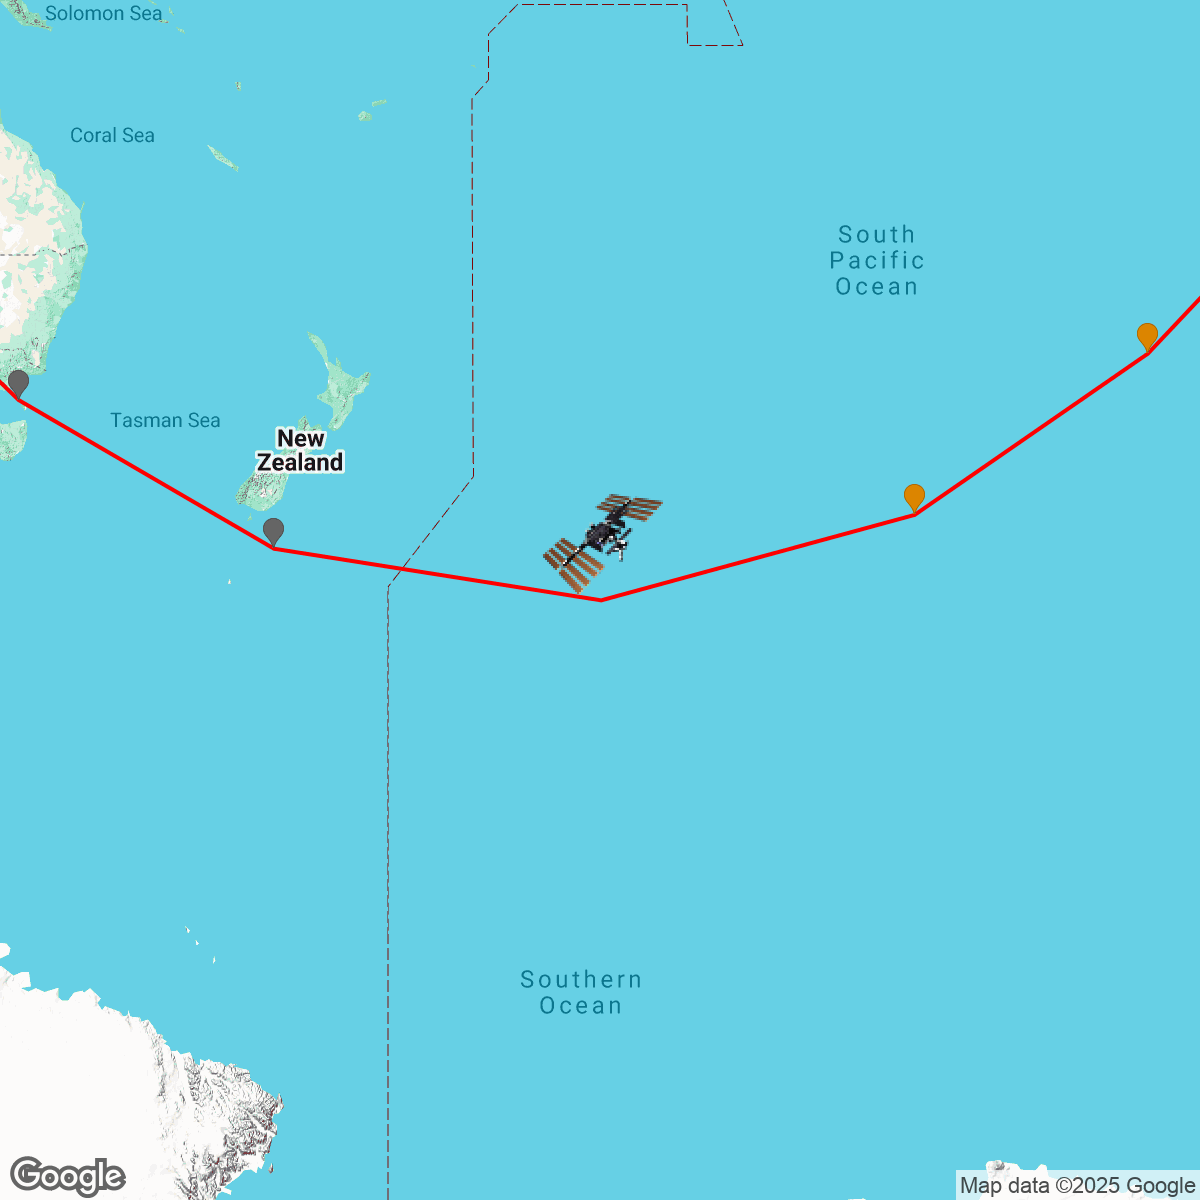 Solomon Sea
Coral Sea
South
Pacific
Ocean
Tasman Sea
New
Zealand
Southern
Ocean
Google
Map data ©2025 Google